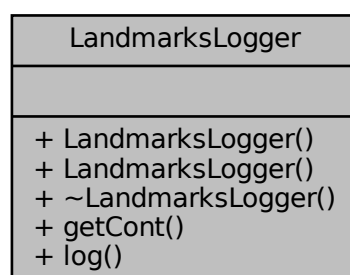 LandmarksLogger
+ LandmarksLogger()
+ LandmarksLogger()
+ ~LandmarksLogger()
+ getCont()
+ log()